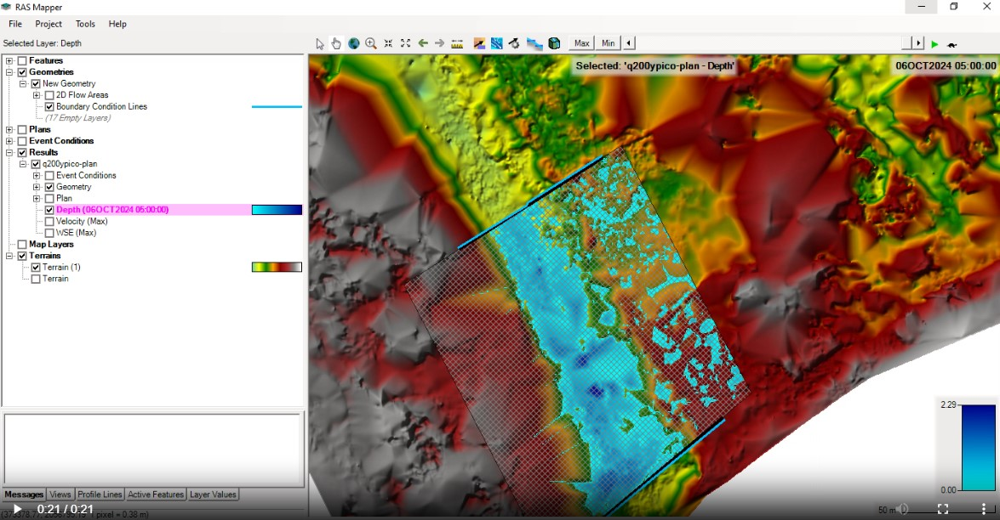 RAS Mapper
File Project Tools Help
Selected Layer: Depth
Max Min
Features
Geometries
New Geometry
2D Flow Areas
Boundary Condition Lines
(17 Empty Layers)
Plans
Event Conditions
Results
q200ypico-plan
Event Conditions
Geometry
Plan
Depth (06OCT2024 05:00:00)
Velocity (Max)
WSE (Max)
Map Layers
Terrains
Terrain (1)
Terrain
Selected: 'q200ypico-plan - Depth'
06OCT2024 05:00:00
2.29
0.00
50 m
Messages Views Profile Lines Active Features Layer Values
0:21 / 0:21
1 pixel = 0.38 m)